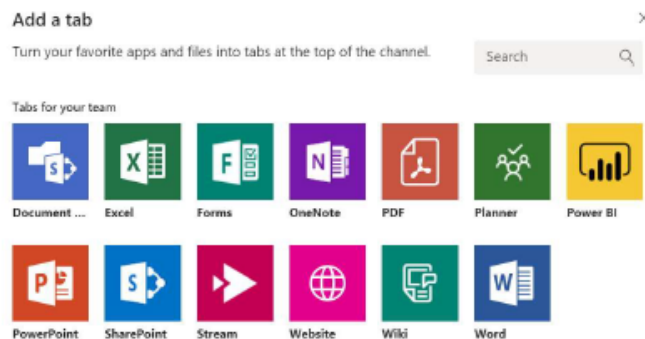 Add a tab
Turn your favorite apps and files into tabs at the top of the channel.
Search
Tabs for your team
S X F N
Document ... Excel Forms OneNote PDF Planner Power BI
P S W
PowerPoint SharePoint Stream Website Wiki Word